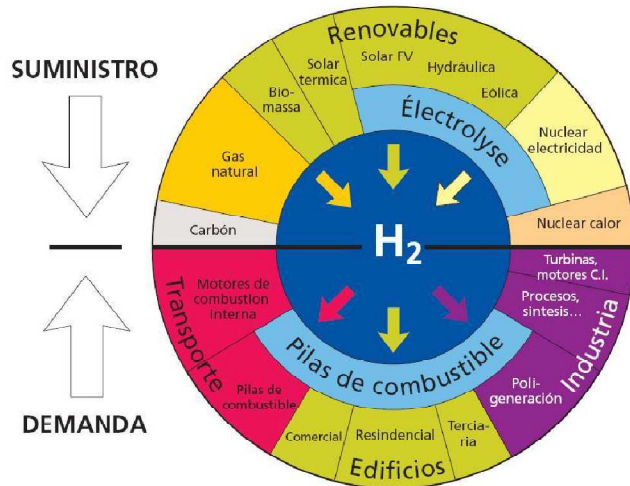 Renovables
SUMINISTRO
Solar FV
Solar
termica
Hydráulica
Bio-
massa
Eólica
Électrolyse
Nuclear
electricidad
Gas
natural
Carbón
H2
Nuclear calor
Turbinas,
motores C.I.
Transporte
Motores de
combustion
interna
Procesos,
sintesis...
Industria
Pilas de combustible
Pilas de
combustible
Poli-
generación
DEMANDA
Comercial
Resindencial
Tercia-
ria
Edificios